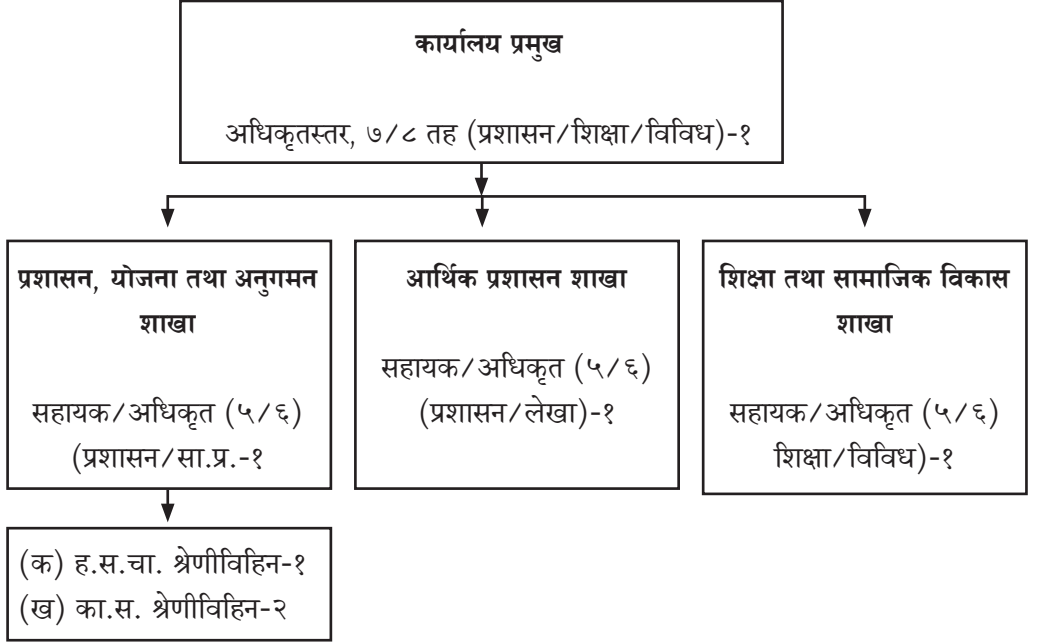 कार्यालय प्रमुख
अधिकृतस्तर, ७/८ तह (प्रशासन/शिक्षा/विविध)-१
प्रशासन, योजना तथा अनुगमन
शाखा
सहायक/अधिकृत (५/६)
(प्रशासन/सा.प्र.-१
आर्थिक प्रशासन शाखा
सहायक/अधिकृत (५/६)
(प्रशासन/लेखा)-१
शिक्षा तथा सामाजिक विकास
शाखा
सहायक/अधिकृत (५/६)
शिक्षा/विविध)-१
(क) ह.स.चा. श्रेणीविहिन-१
(ख) का.स. श्रेणीविहिन-२